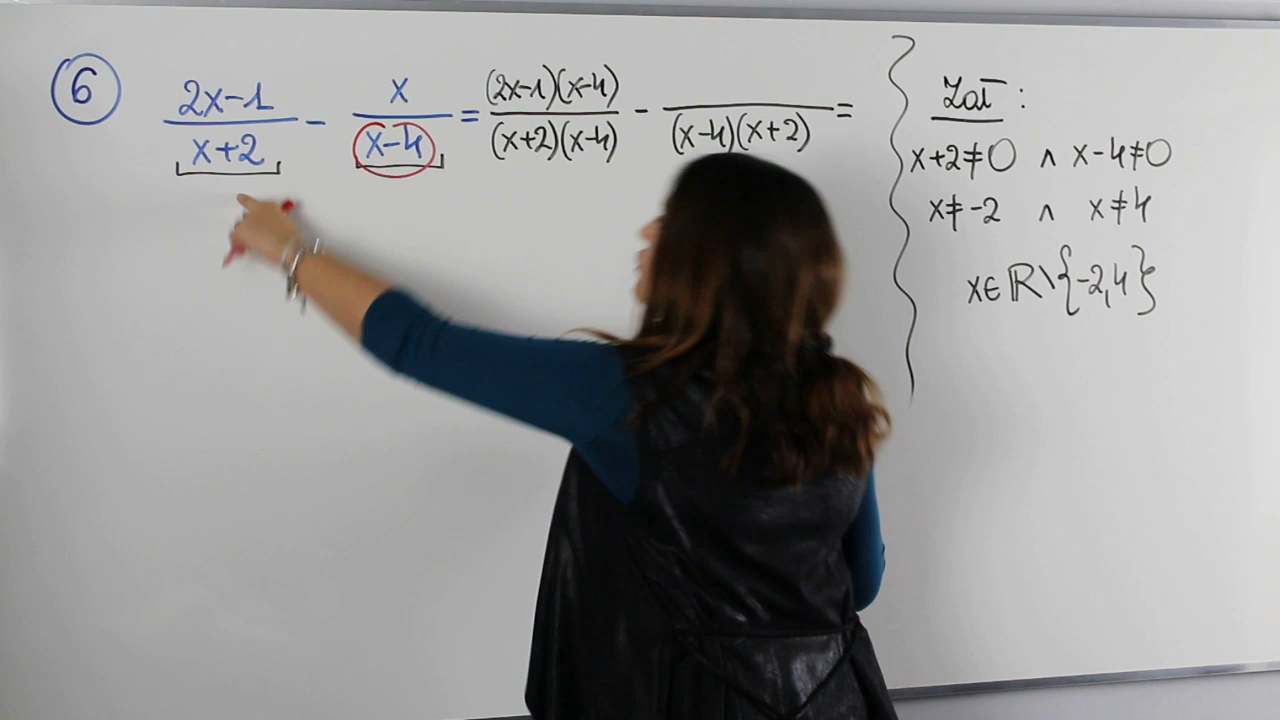 6 (2x-1)/(x+2) - x/(x-4) = (2x-1)(x-4)/(x+2)(x-4) - /(x-4)(x+2) =
Zał:
x+2≠0 ∧ x-4≠0
x≠-2 ∧ x≠4
x∈ℝ\{-2,4}